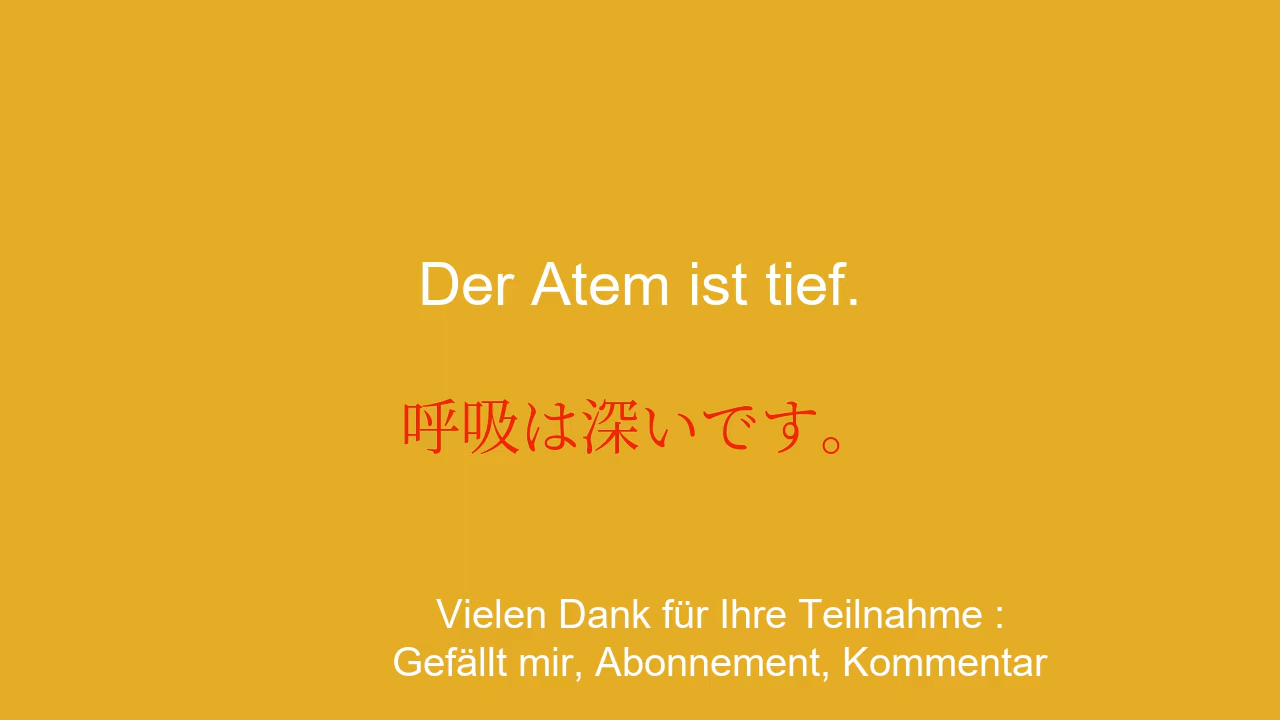 Der Atem ist tief.
呼吸は深いです。
Vielen Dank für Ihre Teilnahme :
Gefällt mir, Abonnement, Kommentar